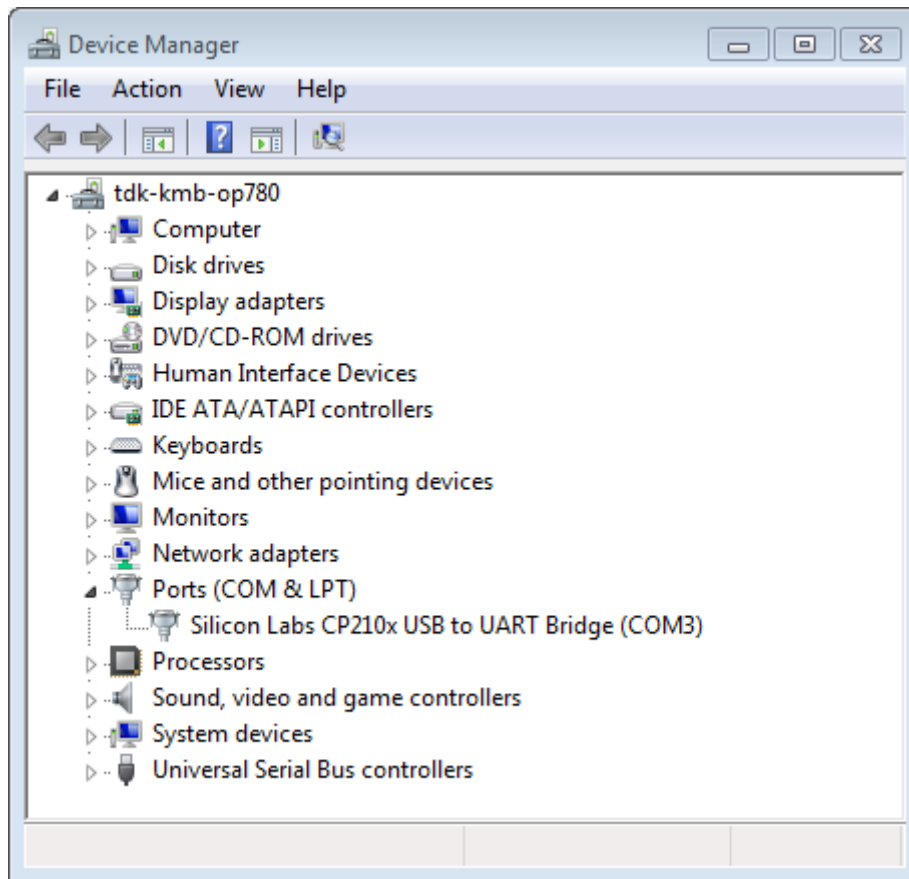 Device Manager
File Action View Help
tdk-kmb-op780
Computer
Disk drives
Display adapters
DVD/CD-ROM drives
Human Interface Devices
IDE ATA/ATAPI controllers
Keyboards
Mice and other pointing devices
Monitors
Network adapters
Ports (COM & LPT)
Silicon Labs CP210x USB to UART Bridge (COM3)
Processors
Sound, video and game controllers
System devices
Universal Serial Bus controllers